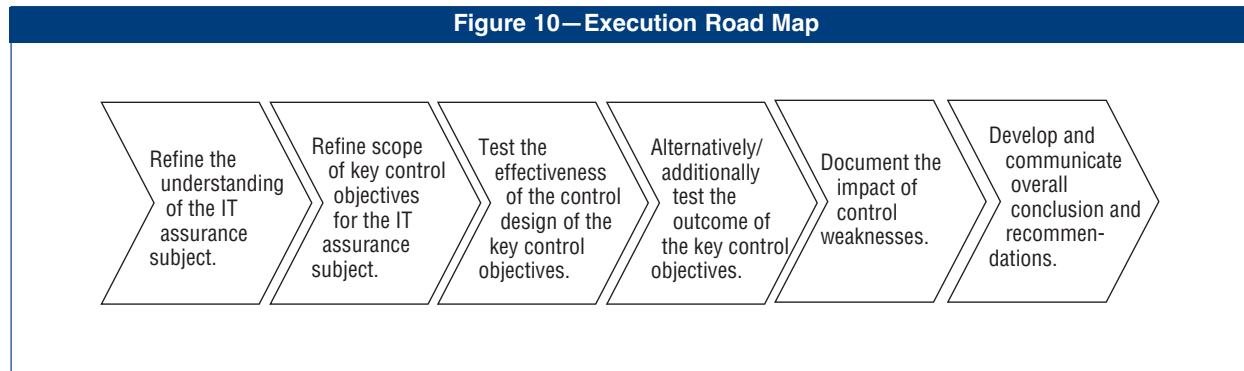 Figure 10—Execution Road Map
Refine the
understanding
of the IT
assurance
subject.
Refine scope
of key control
objectives
for the IT
assurance
subject.
Test the
effectiveness
of the control
design of the
key control
objectives.
Alternatively/
additionally
test the
outcome of
the key control
objectives.
Document the
impact of
control
weaknesses.
Develop and
communicate
overall
conclusion and
recommen-
dations.